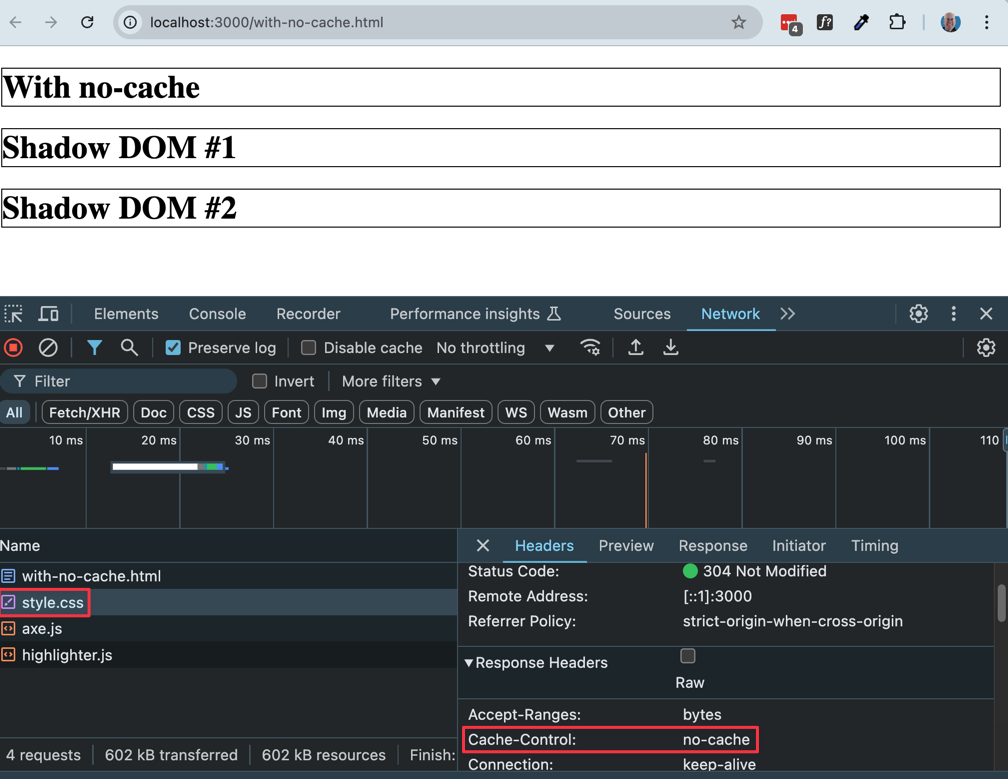 localhost:3000/with-no-cache.html
4
f?
With no-cache
Shadow DOM #1
Shadow DOM #2
Elements Console Recorder Performance insights Sources Network
Preserve log Disable cache No throttling
Filter Invert More filters
All Fetch/XHR Doc CSS JS Font Img Media Manifest WS Wasm Other
10 ms 20 ms 30 ms 40 ms 50 ms 60 ms 70 ms 80 ms 90 ms 100 ms 110
Name Headers Preview Response Initiator Timing
with-no-cache.html
style.css
axe.js
highlighter.js
Status Code: 304 Not Modified
Remote Address: [::1]:3000
Referrer Policy: strict-origin-when-cross-origin
Response Headers
Raw
Accept-Ranges: bytes
Cache-Control: no-cache
Connection: keep-alive
4 requests 602 kB transferred 602 kB resources Finish: